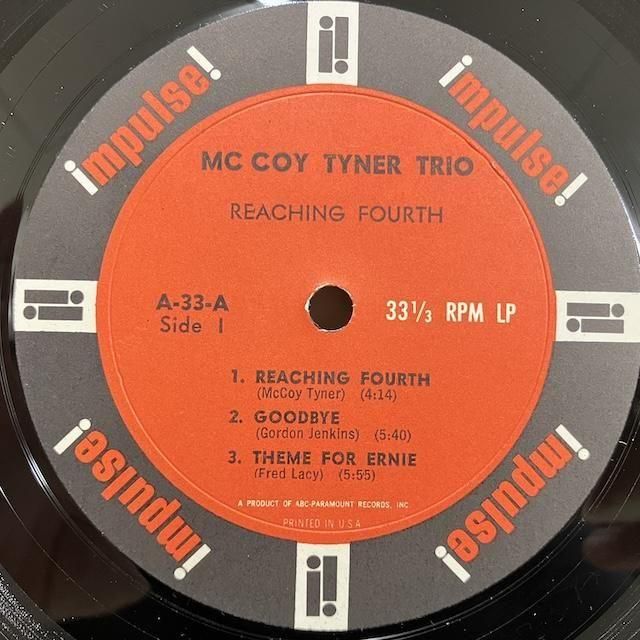 impulse!
impulse!
MC COY TYNER TRIO
REACHING FOURTH
A-33-A
Side 1
33 1/3 RPM LP
1. REACHING FOURTH
(McCoy Tyner) (4:14)
2. GOODBYE
(Gordon Jenkins) (5:40)
3. THEME FOR ERNIE
(Fred Lacy) (5:55)
A PRODUCT OF ABC-PARAMOUNT RECORDS, INC.
PRINTED IN U.S.A
impulse!
impulse!